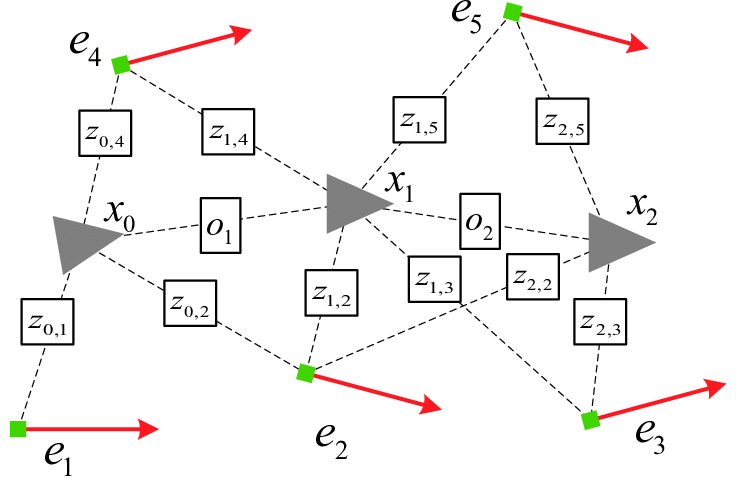 e₅
e₄
z₀,₄
z₁,₄
z₁,₅
z₂,₅
x₀
x₁
x₂
o₁
o₂
z₀,₁
z₀,₂
z₁,₂
z₁,₃
z₂,₂
z₂,₃
e₁
e₂
e₃